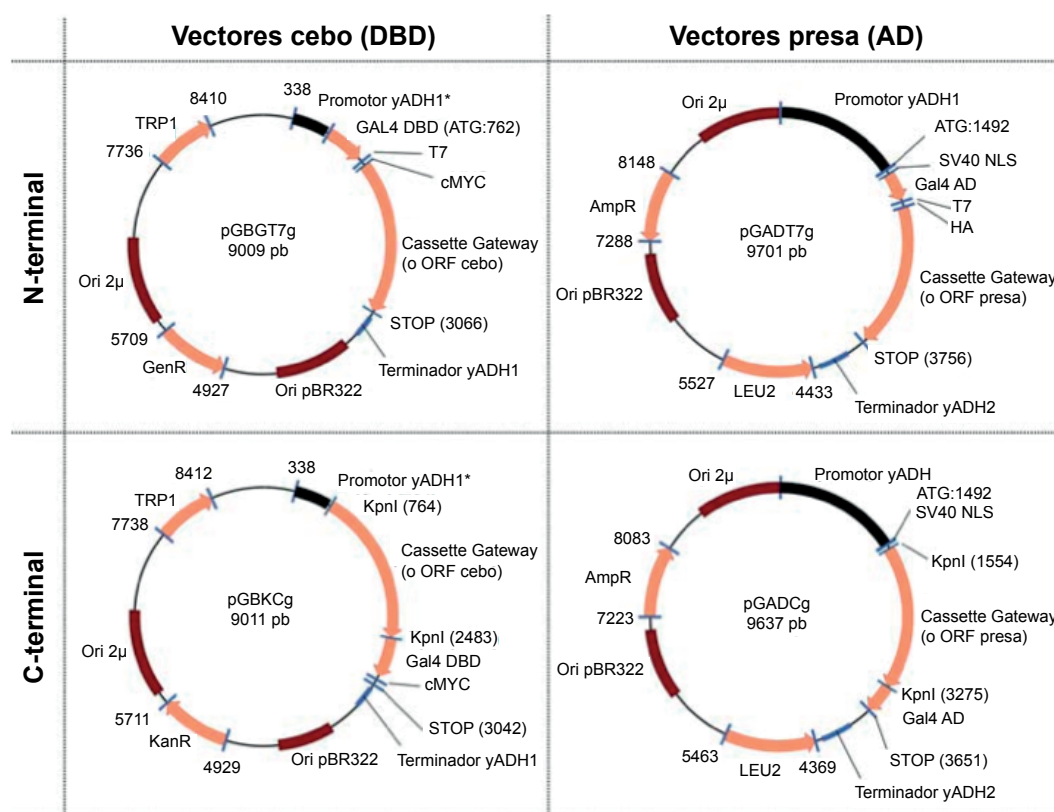 Vectores cebo (DBD)
Vectores presa (AD)
N-terminal
338
8410
Promotor yADH1*
TRP1
GAL4 DBD (ATG:762)
7736
T7
cMYC
pGBGT7g
9009 pb
Cassette Gateway
(o ORF cebo)
Ori 2µ
STOP (3066)
5709
GenR
Terminador yADH1
4927
Ori pBR322
Ori 2µ
Promotor yADH1
ATG:1492
8148
SV40 NLS
Gal4 AD
AmpR
T7
HA
pGADT7g
9701 pb
7288
Cassette Gateway
(o ORF presa)
Ori pBR322
STOP (3756)
5527
LEU2
4433
Terminador yADH2
C-terminal
8412
338
Promotor yADH1*
TRP1
KpnI (764)
7738
Cassette Gateway
(o ORF cebo)
pGBKCg
9011 pb
KpnI (2483)
Ori 2µ
Gal4 DBD
cMYC
5711
STOP (3042)
KanR
Ori pBR322
Terminador yADH1
4929
Ori 2µ
Promotor yADH
ATG:1492
SV40 NLS
8083
KpnI (1554)
AmpR
pGADCg
9637 pb
7223
Cassette Gateway
(o ORF presa)
Ori pBR322
KpnI (3275)
Gal4 AD
5463
STOP (3651)
LEU2
4369
Terminador yADH2